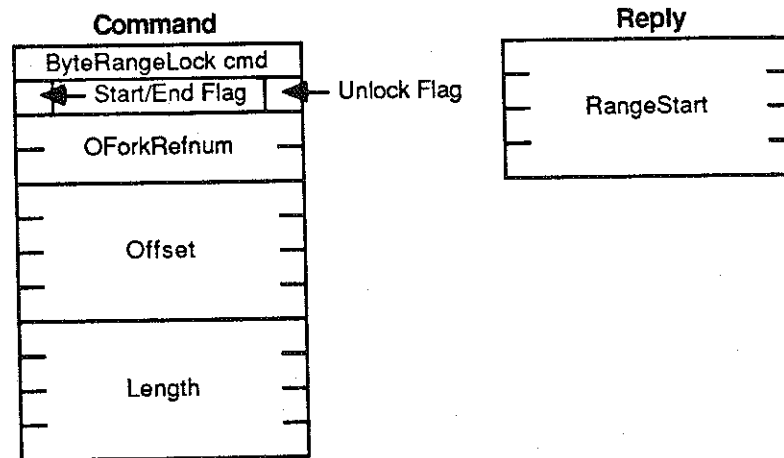 Command
ByteRangeLock cmd
Start/End Flag
Unlock Flag
OForkRefnum
Offset
Length
Reply
RangeStart